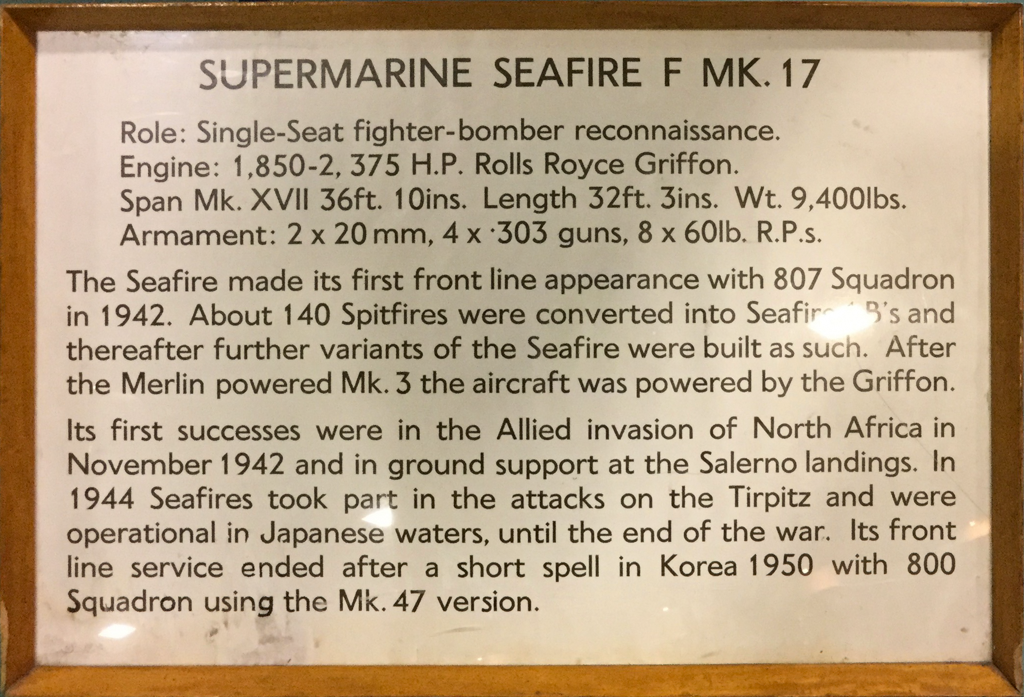 SUPERMARINE SEAFIRE F MK. 17
Role: Single-Seat fighter-bomber reconnaissance.
Engine: 1,850-2, 375 H.P. Rolls Royce Griffon.
Span Mk. XVII 36ft. 10ins. Length 32ft. 3ins. Wt. 9,400lbs.
Armament: 2 x 20mm, 4 x ·303 guns, 8 x 60lb. R.P.s.
The Seafire made its first front line appearance with 807 Squadron
in 1942. About 140 Spitfires were converted into and
thereafter further variants of the Seafire were built as such. After
the Merlin powered Mk. 3 the aircraft was powered by the Griffon.
Its first successes were in the Allied invasion of North Africa in
November 1942 and in ground support at the Salerno landings. In
1944 Seafires took part in the attacks on the Tirpitz and were
operational in Japanese waters, until the end of the war. Its front
line service ended after a short spell in Korea 1950 with 800
Squadron using the Mk. 47 version.